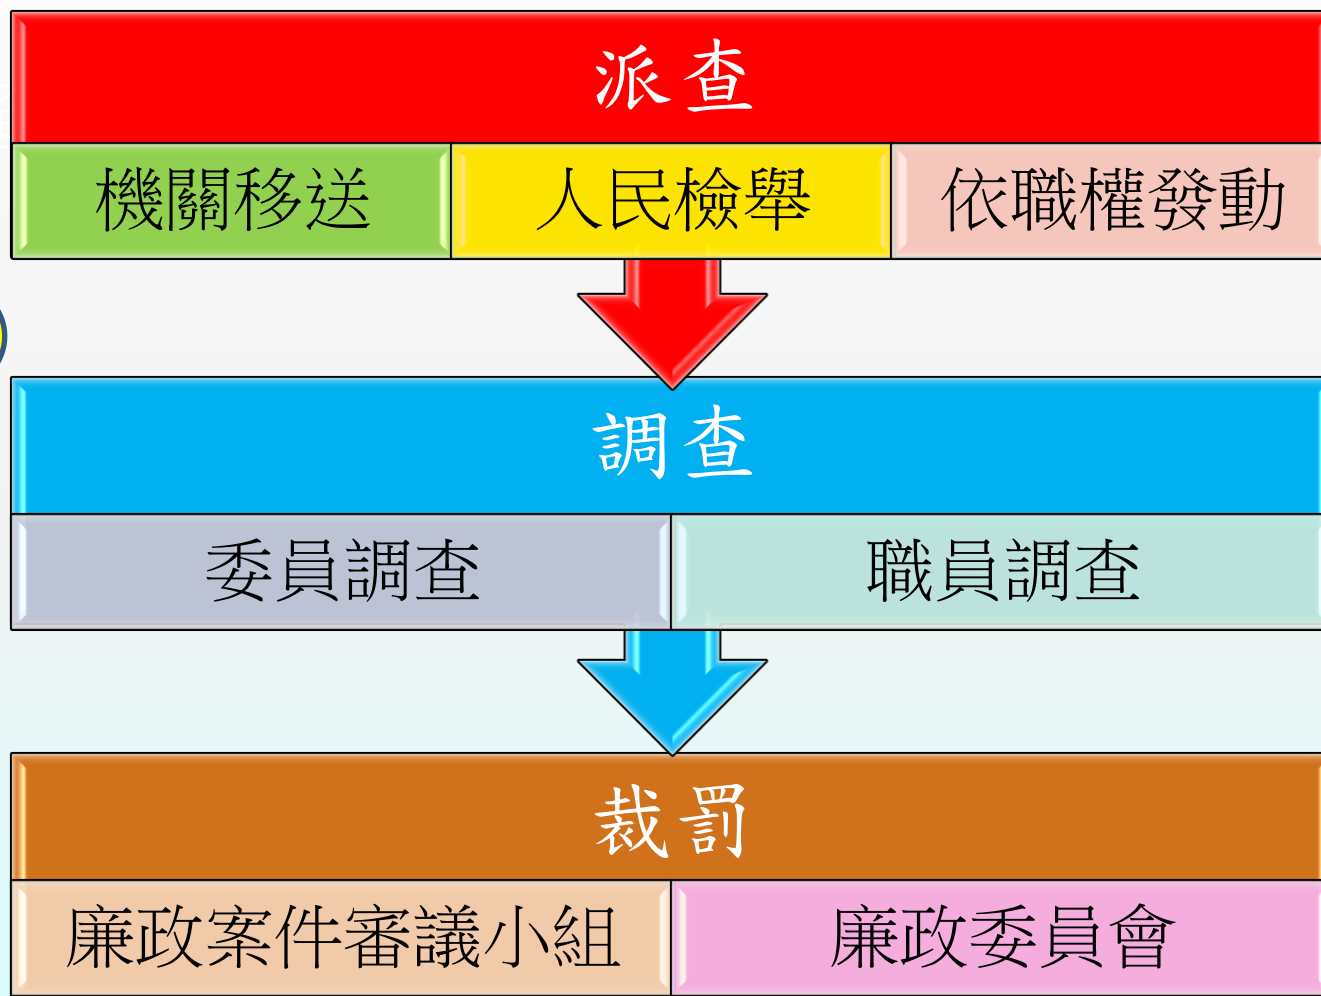 派查
機關移送 人民檢舉 依職權發動
調查
委員調查 職員調查
裁罰
廉政案件審議小組 廉政委員會